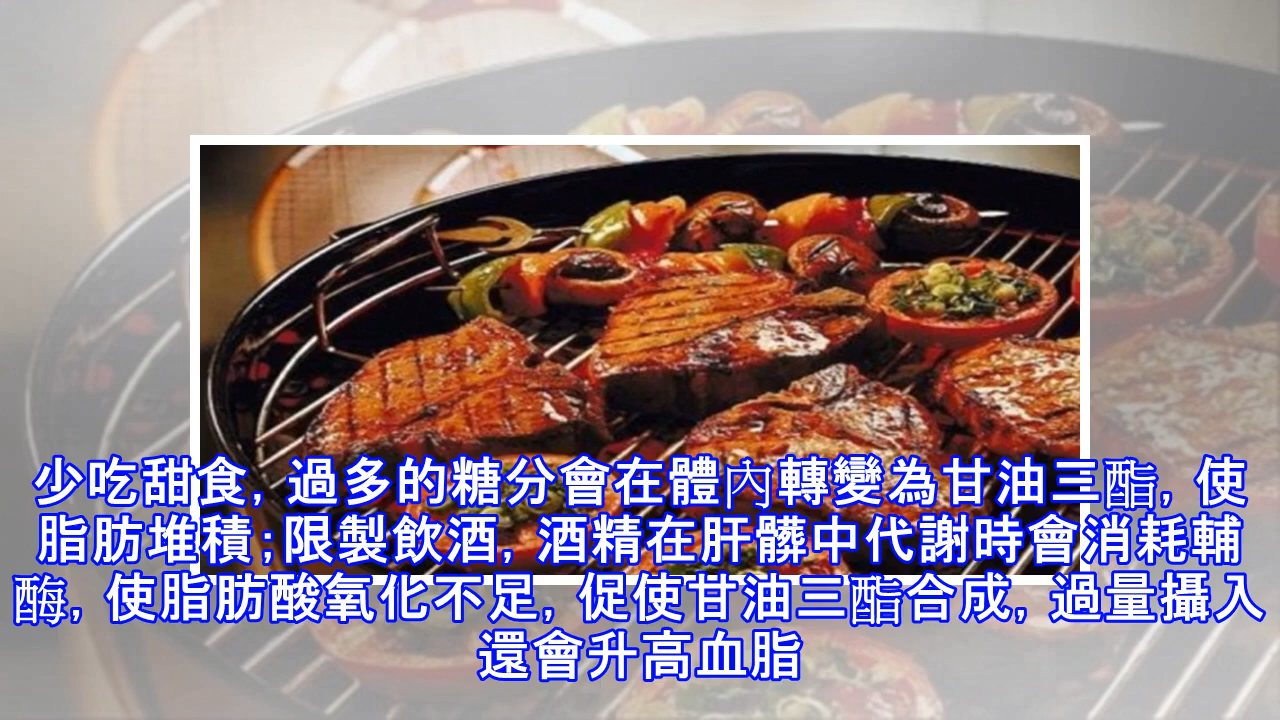 少吃甜食,過多的糖分會在體內轉變為甘油三酯,使
脂肪堆積;限製飲酒,酒精在肝髒中代謝時會消耗輔
酶,使脂肪酸氧化不足,促使甘油三酯合成,過量攝入
還會升高血脂